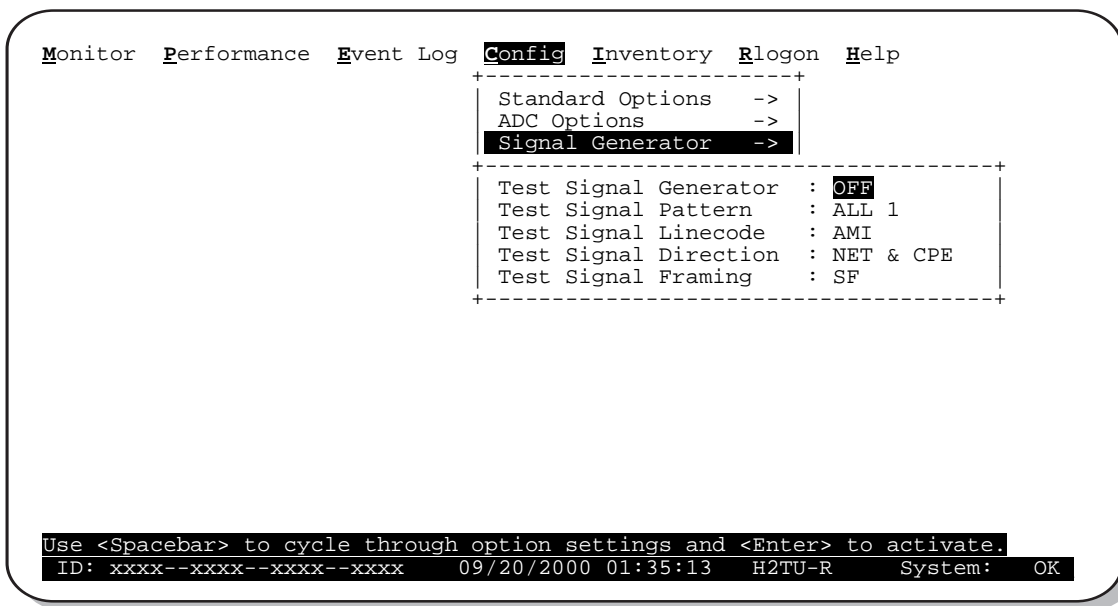 Monitor Performance Event Log Config Inventory Rlogon Help
+-----------------------+
| Standard Options -> |
| ADC Options -> |
| Signal Generator -> |
+--------------------------------------+
| Test Signal Generator : OFF |
| Test Signal Pattern : ALL 1 |
| Test Signal Linecode : AMI |
| Test Signal Direction : NET & CPE |
| Test Signal Framing : SF |
+--------------------------------------+
Use <Spacebar> to cycle through option settings and <Enter> to activate.
ID: xxxx--xxxx--xxxx--xxxx 09/20/2000 01:35:13 H2TU-R System: OK